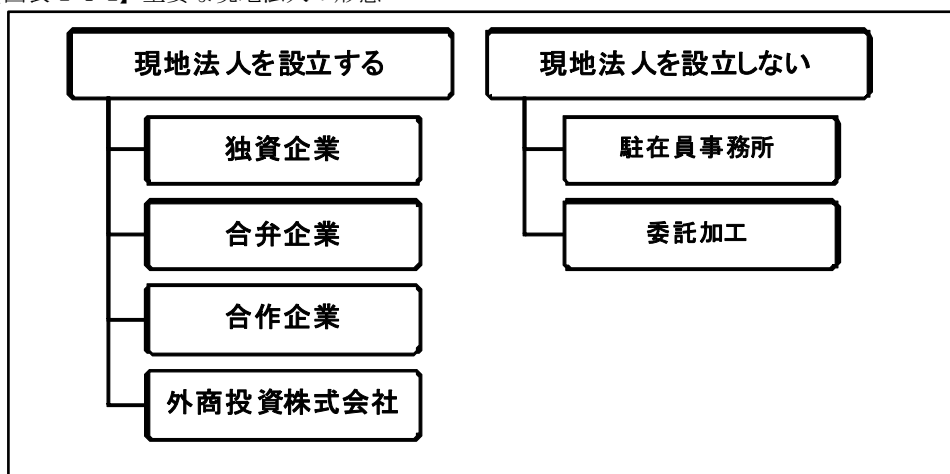 現地法人を設立する
独資企業
合弁企業
合作企業
外商投資株式会社
現地法人を設立しない
駐在員事務所
委託加工